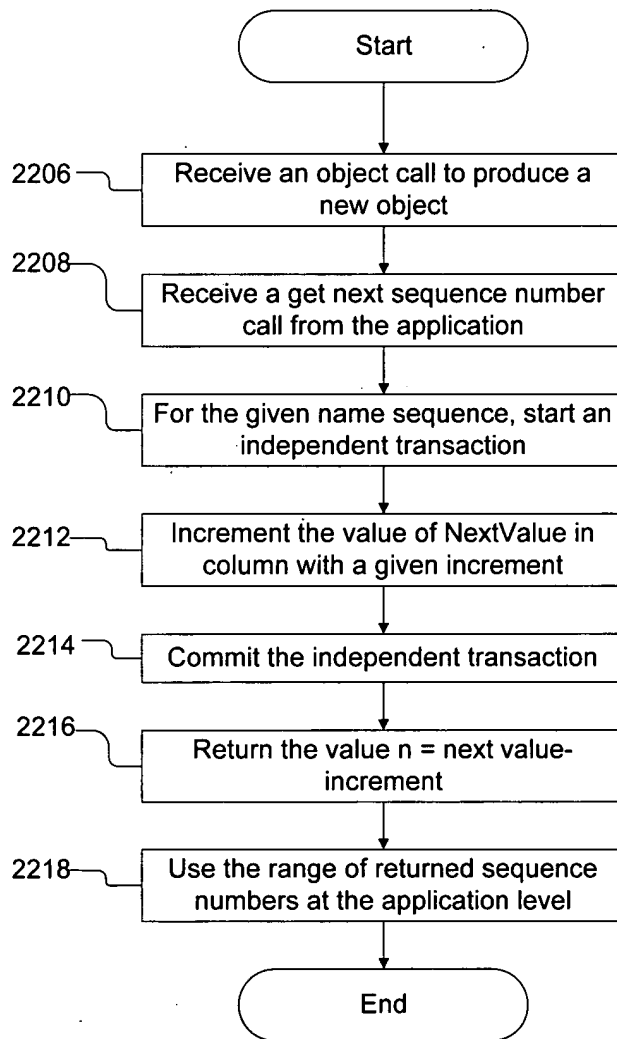 Start
2206
Receive an object call to produce a
new object
2208
Receive a get next sequence number
call from the application
2210
For the given name sequence, start an
independent transaction
2212
Increment the value of NextValue in
column with a given increment
2214
Commit the independent transaction
2216
Return the value n = next value-
increment
2218
Use the range of returned sequence
numbers at the application level
End